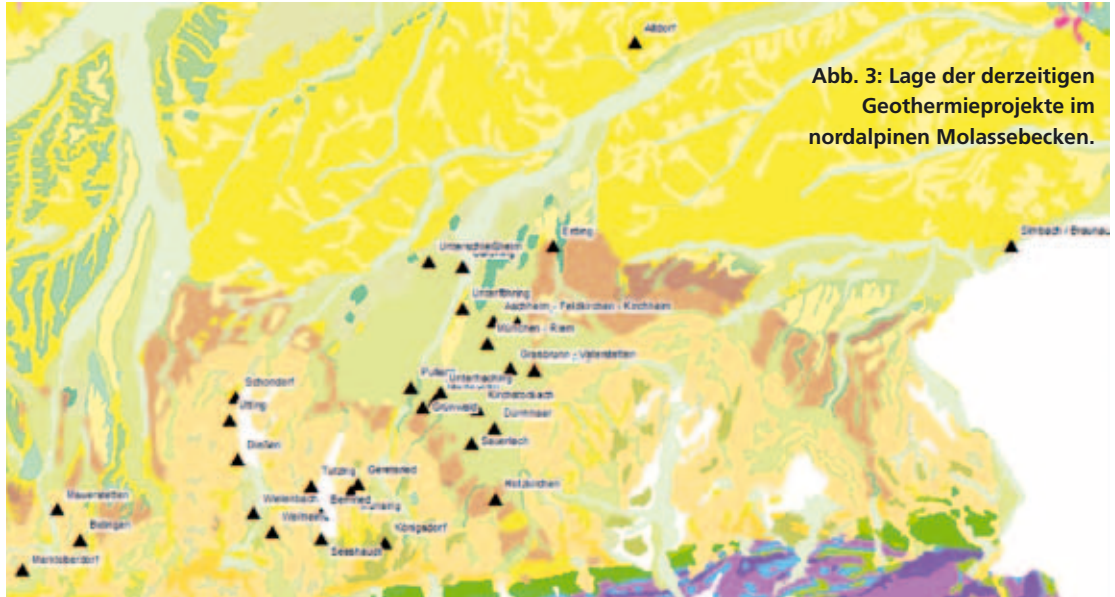 Altdorf
Abb. 3: Lage der derzeitigen
Geothermieprojekte im
nordalpinen Molassebecken.
Erding
Simbach / Braunau
Unterschleißheim
Unterföhring
Aschheim - Feldkirchen - Kirchheim
München - Riem
Grasbrunn - Vaterstetten
Pullach
Unterhaching
Kirchstockach
Grünwald
Dürrnhaar
Sauerlach
Schondorf
Utting
Dießen
Holzkirchen
Tutzing
Geretsried
Mauerstetten
Wielenbach
Bernried
Weilheim
Bidingen
Seeshaupt
Königsdorf
Marktoberdorf